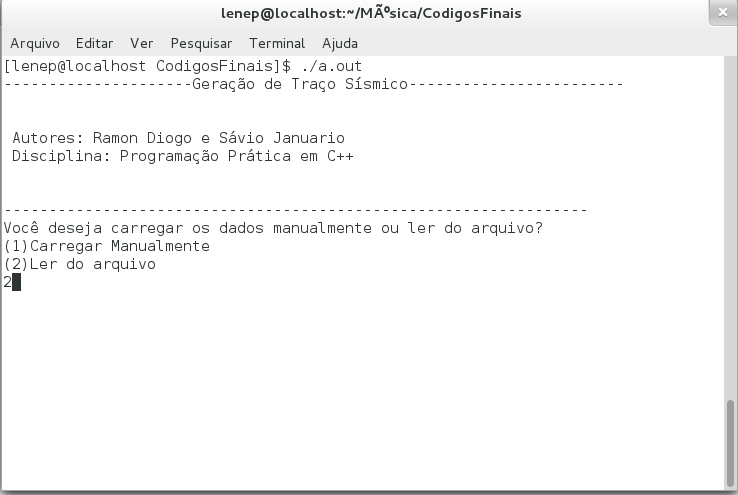 lenep@localhost:~/MÃºsica/CodigosFinais
Arquivo Editar Ver Pesquisar Terminal Ajuda
[lenep@localhost CodigosFinais]$ ./a.out
---------------------Geração de Traço Sísmico------------------------
Autores: Ramon Diogo e Sávio Januario
Disciplina: Programação Prática em C++
-----------------------------------------------------------------
Você deseja carregar os dados manualmente ou ler do arquivo?
(1)Carregar Manualmente
(2)Ler do arquivo
2